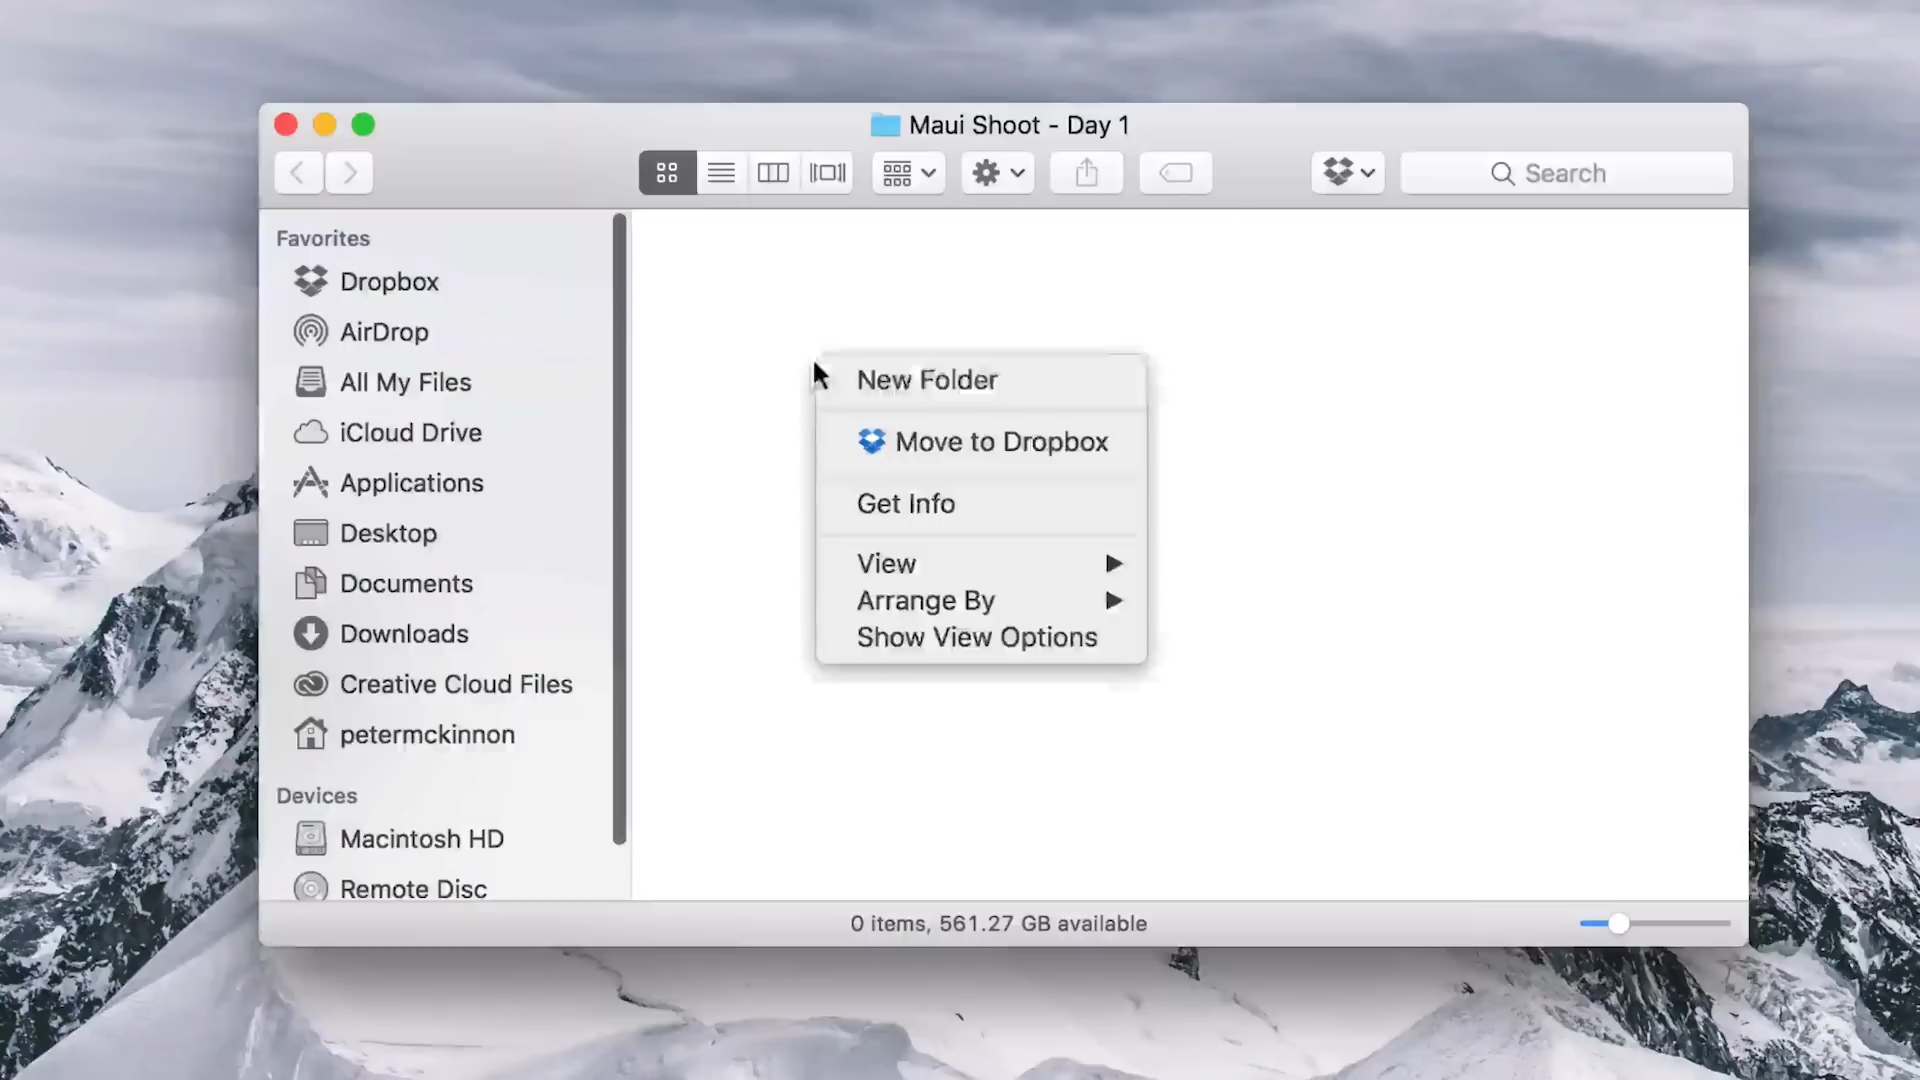 Maui Shoot - Day 1
Search
Favorites
Dropbox
AirDrop
All My Files
iCloud Drive
Applications
Desktop
Documents
Downloads
Creative Cloud Files
petermckinnon
Devices
Macintosh HD
Remote Disc
New Folder
Move to Dropbox
Get Info
View
Arrange By
Show View Options
0 items, 561.27 GB available